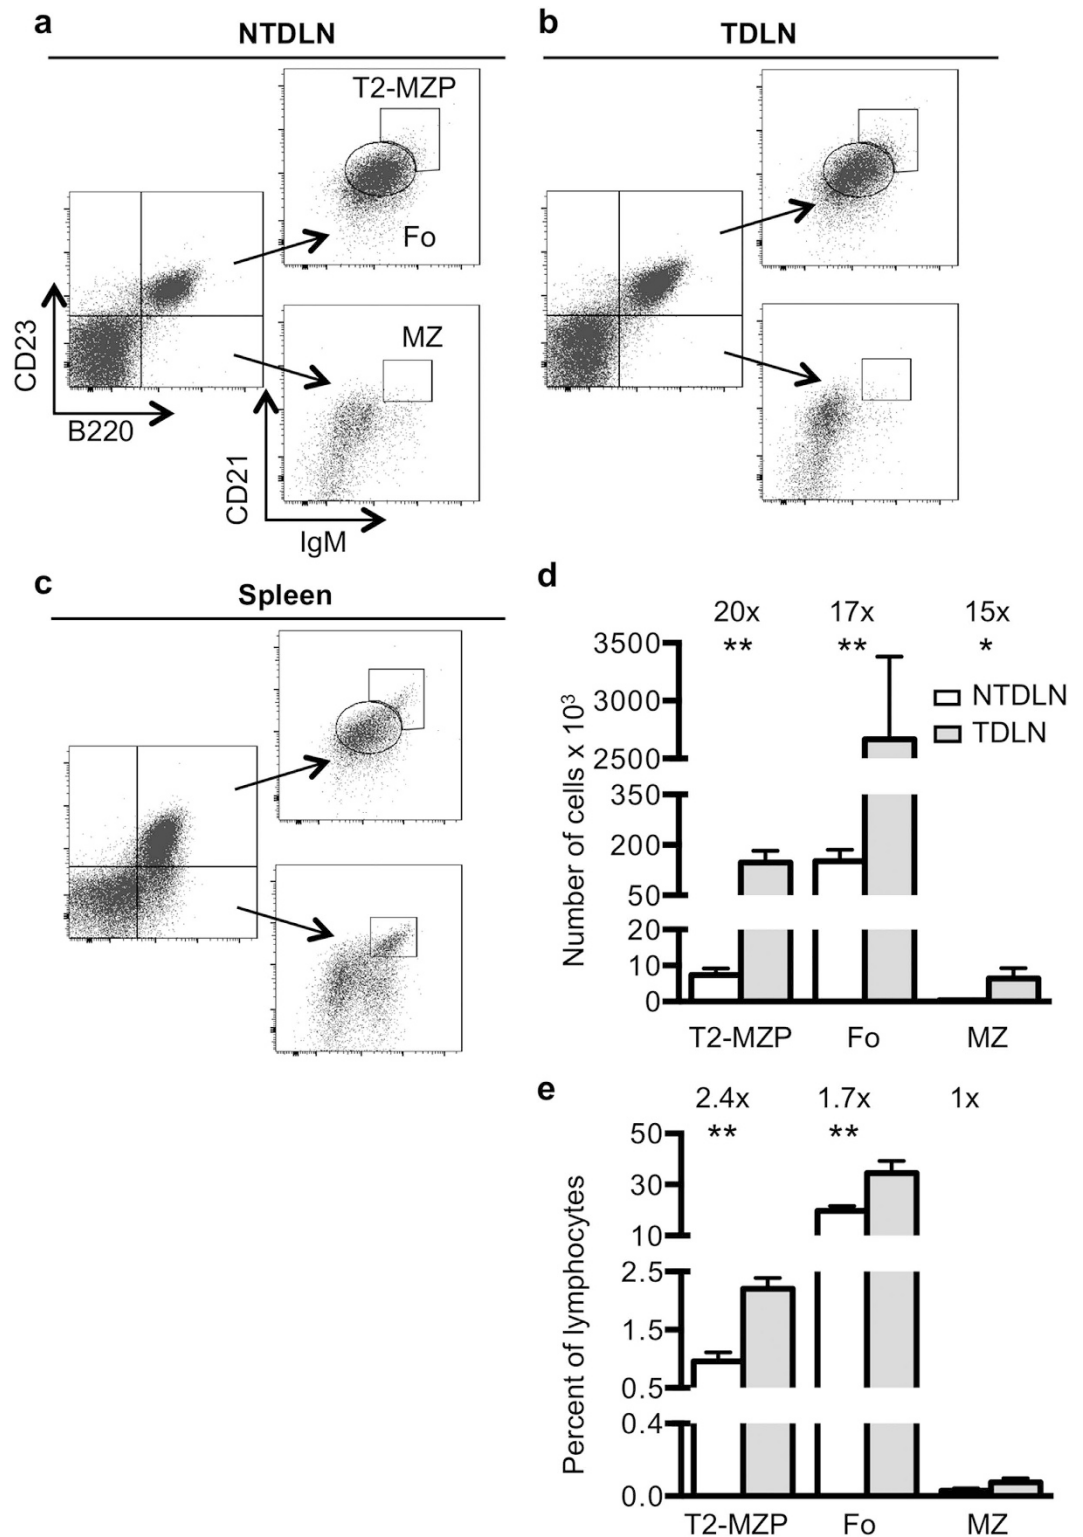 a
NTDLN
T2-MZP
Fo
MZ
CD23
B220
CD21
IgM
b
TDLN
c
Spleen
d
20x 17x 15x
** ** *
3500
3000
2500
350
200
50
20
10
0
Number of cells x 10³
NTDLN
TDLN
T2-MZP Fo MZ
e
2.4x 1.7x 1x
** **
50
30
10
2.5
1.5
0.5
0.4
0.0
Percent of lymphocytes
T2-MZP Fo MZ